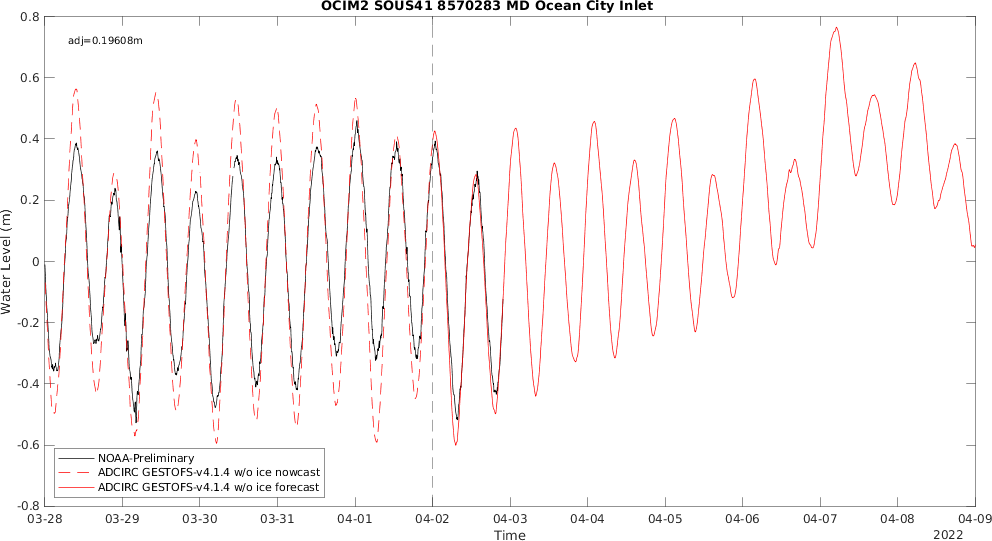 OCIM2 SOUS41 8570283 MD Ocean City Inlet
adj=0.19608m
Water Level (m)
0.8
0.6
0.4
0.2
0
-0.2
-0.4
-0.6
-0.8
NOAA-Preliminary
ADCIRC GESTOFS-v4.1.4 w/o ice nowcast
ADCIRC GESTOFS-v4.1.4 w/o ice forecast
03-28 03-29 03-30 03-31 04-01 04-02 04-03 04-04 04-05 04-06 04-07 04-08 04-09
Time
2022